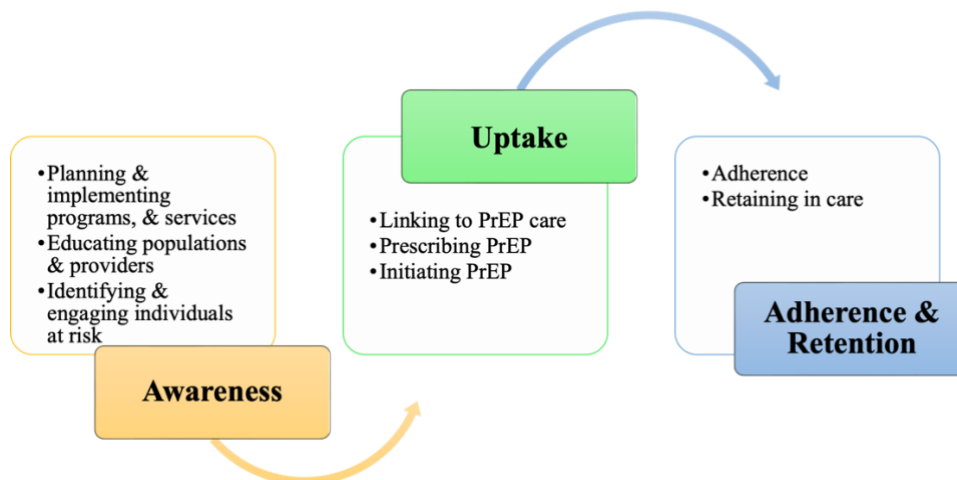 •Planning &
implementing
programs, & services
•Educating populations
& providers
•Identifying &
engaging individuals
at risk
Awareness
Uptake
•Linking to PrEP care
•Prescribing PrEP
•Initiating PrEP
•Adherence
•Retaining in care
Adherence &
Retention